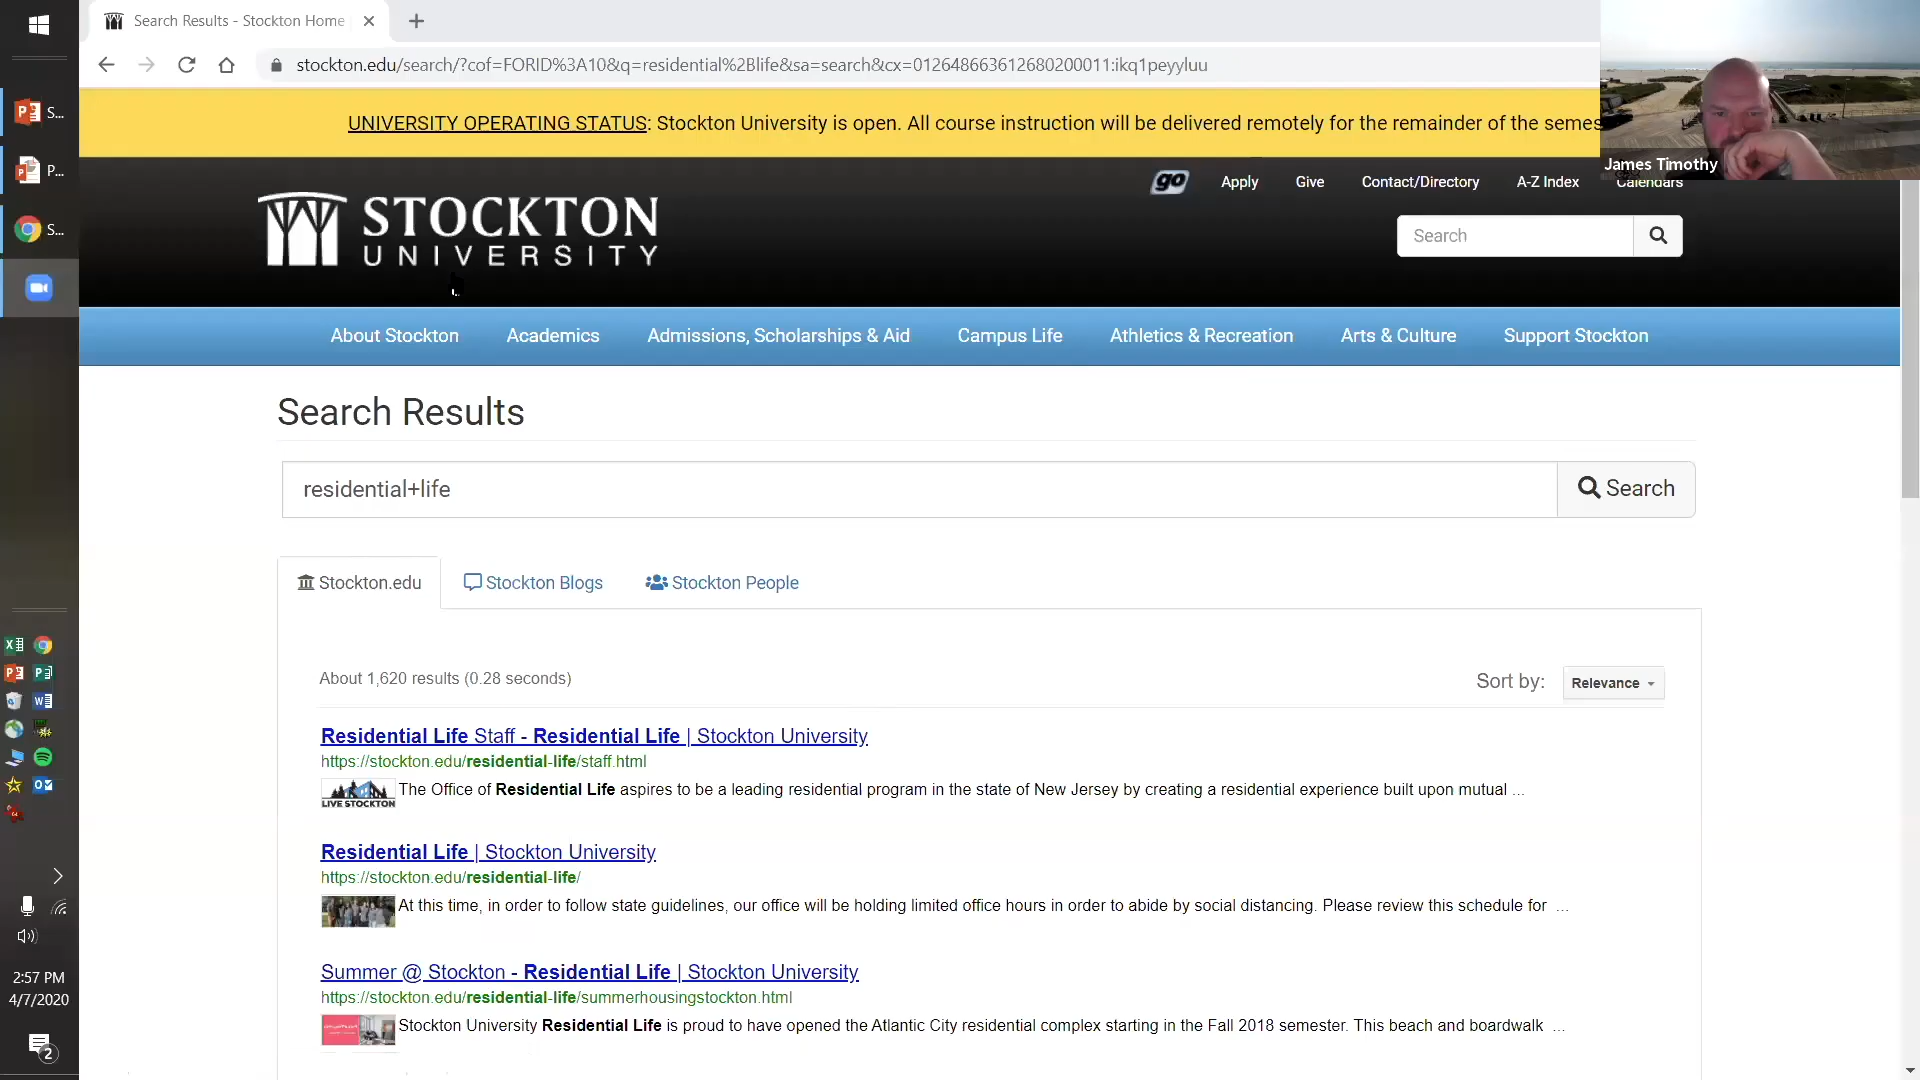 Search Results - Stockton Home
stockton.edu/search/?cof=FORID%3A10&q=residential%2Blife&sa=search&cx=012648663612680200011:ikq1peyyluu
S...
P...
S...
UNIVERSITY OPERATING STATUS: Stockton University is open. All course instruction will be delivered remotely for the remainder of the semes
James Timothy
go Apply Give Contact/Directory A-Z Index Calendars
STOCKTON
UNIVERSITY
Search
About Stockton Academics Admissions, Scholarships & Aid Campus Life Athletics & Recreation Arts & Culture Support Stockton
Search Results
residential+life
Search
Stockton.edu Stockton Blogs Stockton People
About 1,620 results (0.28 seconds)
Sort by: Relevance
Residential Life Staff - Residential Life | Stockton University
https://stockton.edu/residential-life/staff.html
LIVE STOCKTON
The Office of Residential Life aspires to be a leading residential program in the state of New Jersey by creating a residential experience built upon mutual ...
Residential Life | Stockton University
https://stockton.edu/residential-life/
At this time, in order to follow state guidelines, our office will be holding limited office hours in order to abide by social distancing. Please review this schedule for ...
Summer @ Stockton - Residential Life | Stockton University
https://stockton.edu/residential-life/summerhousingstockton.html
Stockton University Residential Life is proud to have opened the Atlantic City residential complex starting in the Fall 2018 semester. This beach and boardwalk ...
2:57 PM
4/7/2020
2